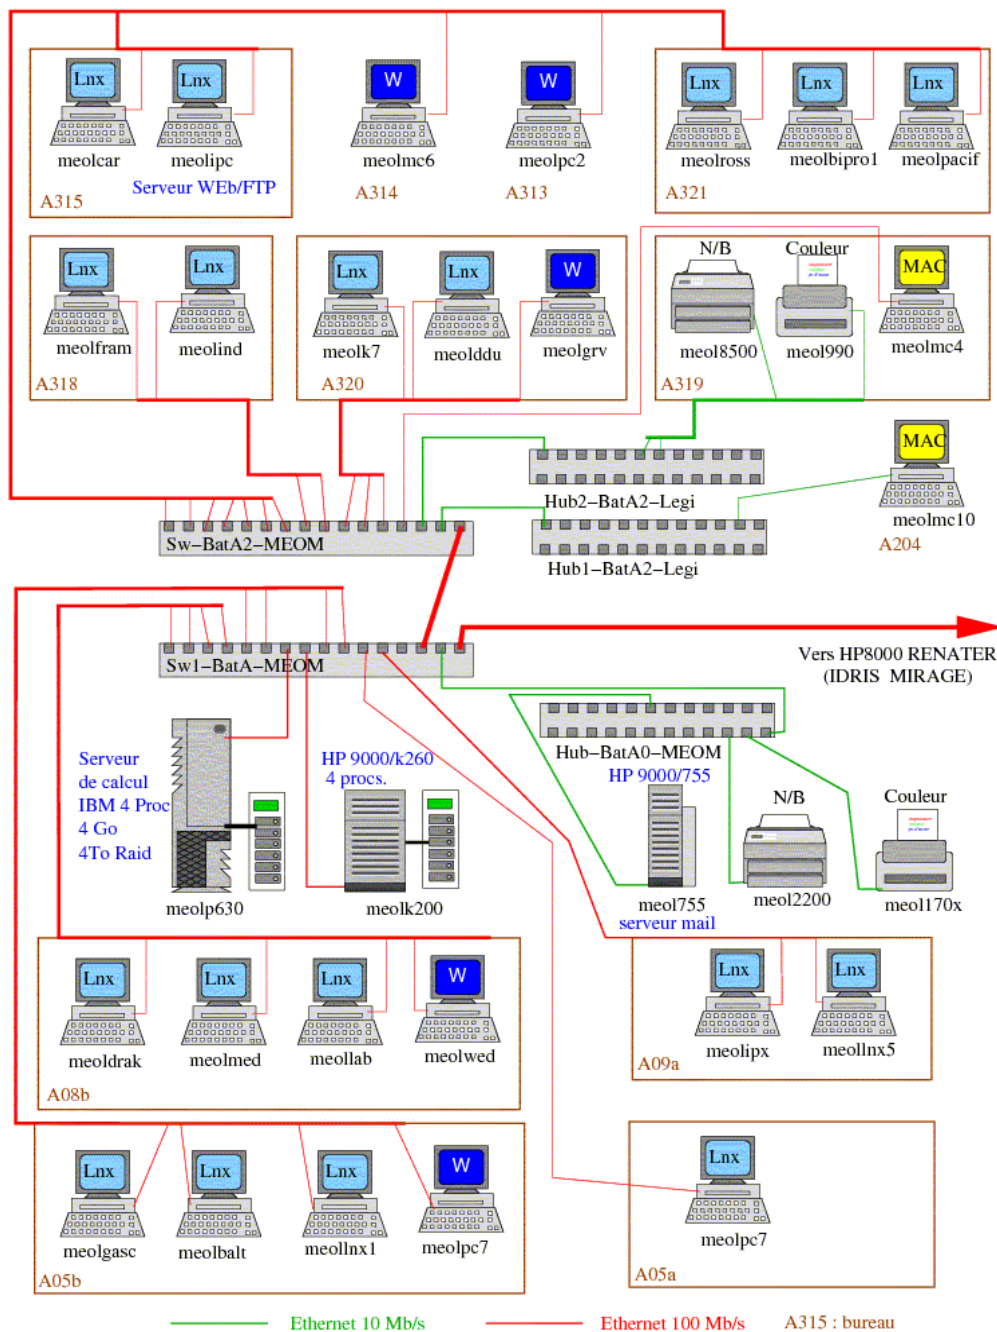 Lnx
Lnx
W
W
Lnx
Lnx
Lnx
meolcar
meolipc
meolmc6
meolpc2
meolross
meolbipro1
meolpacif
Serveur WEb/FTP
A315
A314
A313
A321
N/B
Couleur
Lnx
Lnx
Lnx
Lnx
W
MAC
meolfram
meolind
meolk7
meolddu
meolgrv
meol8500
meol990
meolmc4
A318
A320
A319
MAC
Hub2-BatA2-Legi
meolmc10
Sw-BatA2-MEOM
A204
Hub1-BatA2-Legi
Vers HP8000 RENATER
(IDRIS MIRAGE)
Sw1-BatA-MEOM
Hub-BatA0-MEOM
Serveur
de calcul
IBM 4 Proc
4 Go
4To Raid
HP 9000/k260
4 procs.
HP 9000/755
N/B
Couleur
meolp630
meolk200
meol755
serveur mail
meol2200
meol170x
Lnx
Lnx
Lnx
W
Lnx
Lnx
meoldrak
meolmed
meollab
meolwed
meolipx
meollnx5
A08b
A09a
Lnx
Lnx
Lnx
W
Lnx
meolgasc
meolbalt
meollnx1
meolpc7
meolpc7
A05b
A05a
Ethernet 10 Mb/s
Ethernet 100 Mb/s
A315 : bureau